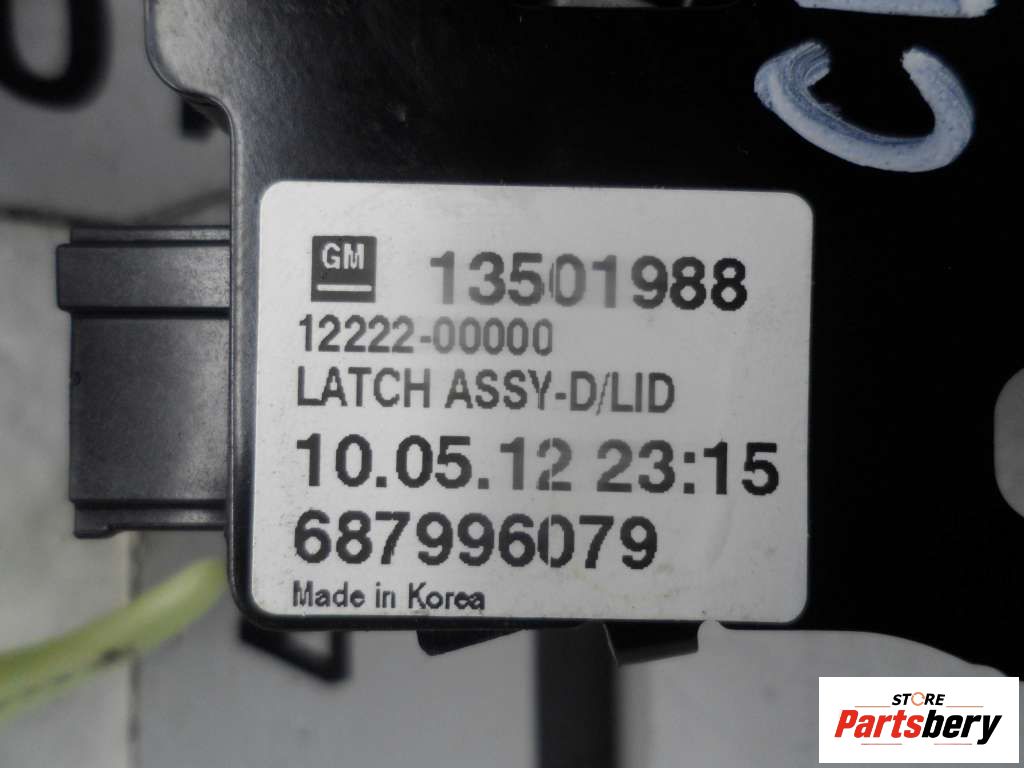 GM 13501988
12222-00000
LATCH ASSY-D/LID
10.05.12 23:15
687996079
Made in Korea
STORE
Partsbery